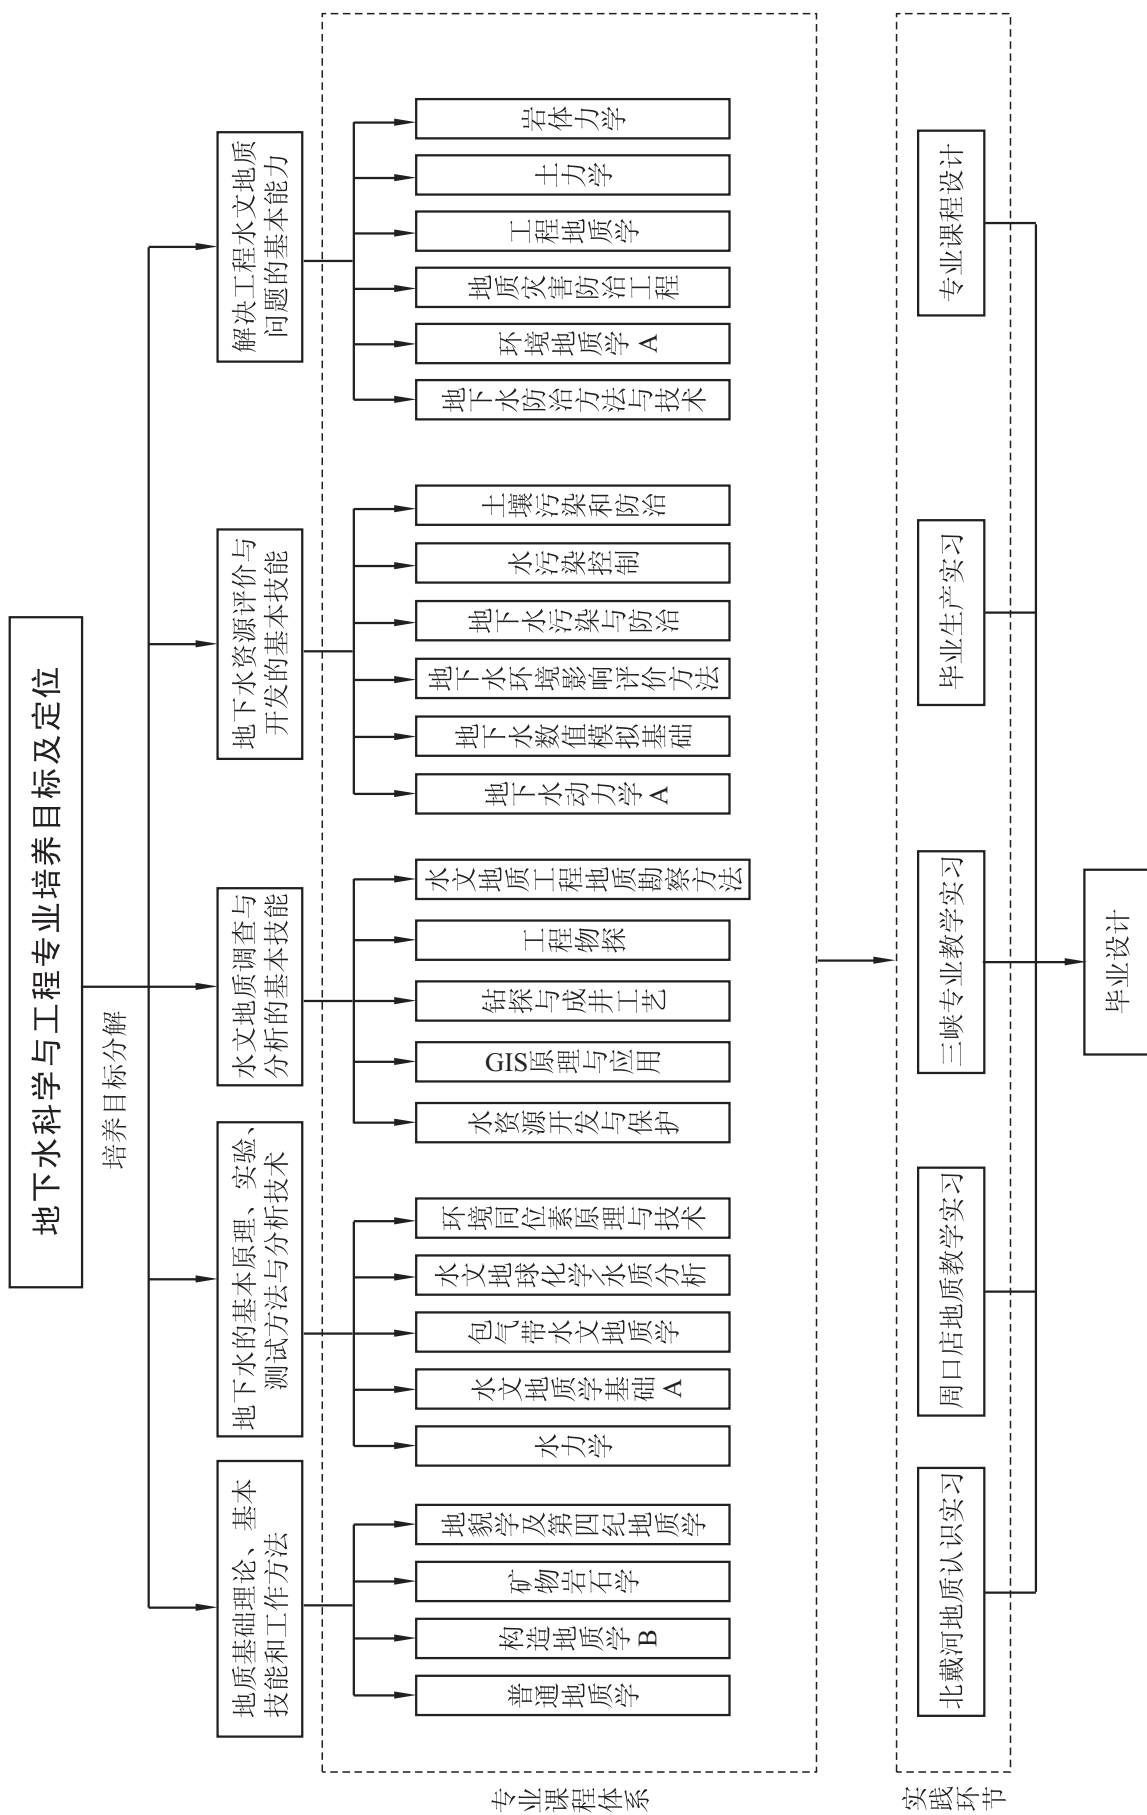 地下水科学与工程专业培养目标及定位
培养目标分解
地质基础理论、基本
技能和工作方法
地下水的基本原理、实验、
测试方法与分析技术
水文地质调查与
分析的基本技能
地下水资源评价与
开发的基本技能
解决工程水文地质
问题的基本能力
专业课程体系
普通地质学
构造地质学 B
矿物岩石学
地貌学及第四纪地质学
水力学
水文地质学基础 A
包气带水文地质学
水文地球化学/水质分析
环境同位素原理与技术
水资源开发与保护
GIS原理与应用
钻探与成井工艺
工程物探
水文地质工程地质勘察方法
地下水动力学 A
地下水数值模拟基础
地下水环境影响评价方法
地下水污染与防治
水污染控制
土壤污染和防治
地下水防治方法与技术
环境地质学 A
地质灾害防治工程
工程地质学
土力学
岩体力学
实践环节
北戴河地质认识实习
周口店地质教学实习
三峡专业教学实习
毕业生产实习
专业课程设计
毕业设计